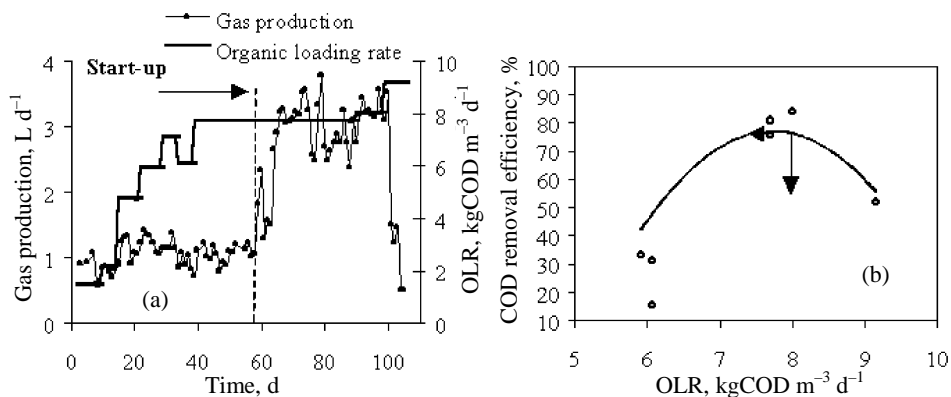 Gas production
Organic loading rate
Start-up
Gas production, L d⁻¹
4
3
2
1
0
OLR, kgCOD m⁻³ d⁻¹
10
8
6
4
2
0
0 20 40 60 80 100
Time, d
(a)
COD removal efficiency, %
100
90
80
70
60
50
40
30
20
10
5 6 7 8 9 10
OLR, kgCOD m⁻³ d⁻¹
(b)